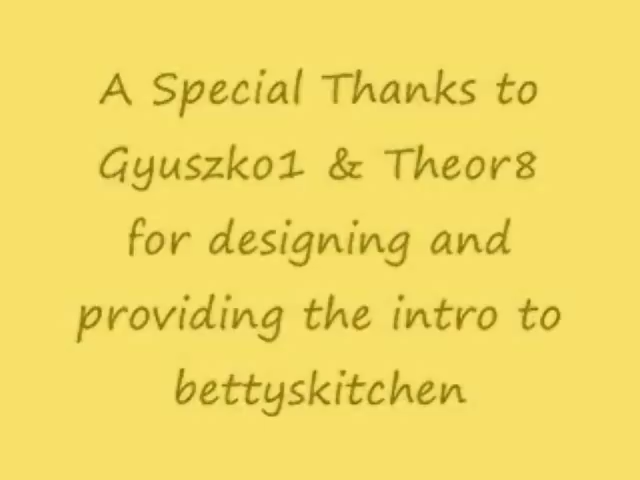 A Special Thanks to
Gyuszko1 & Theor8
for designing and
providing the intro to
bettyskitchen